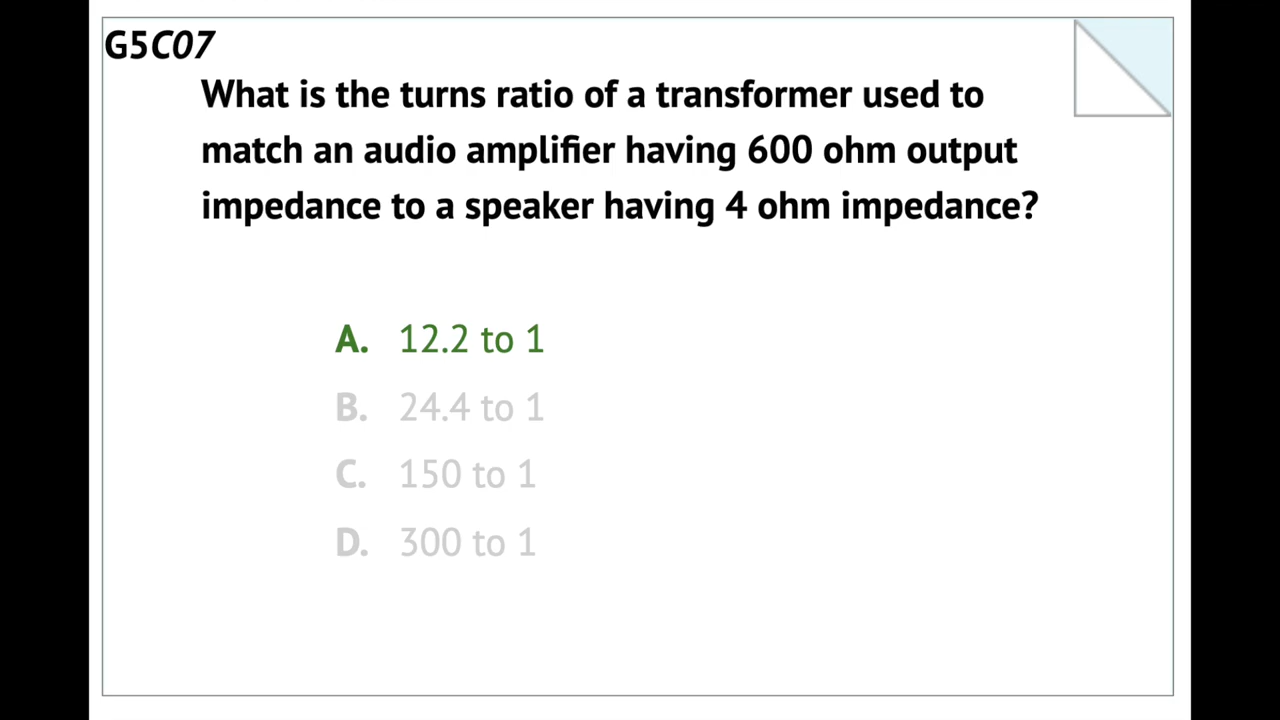 G5C07
What is the turns ratio of a transformer used to
match an audio amplifier having 600 ohm output
impedance to a speaker having 4 ohm impedance?
A. 12.2 to 1
B. 24.4 to 1
C. 150 to 1
D. 300 to 1